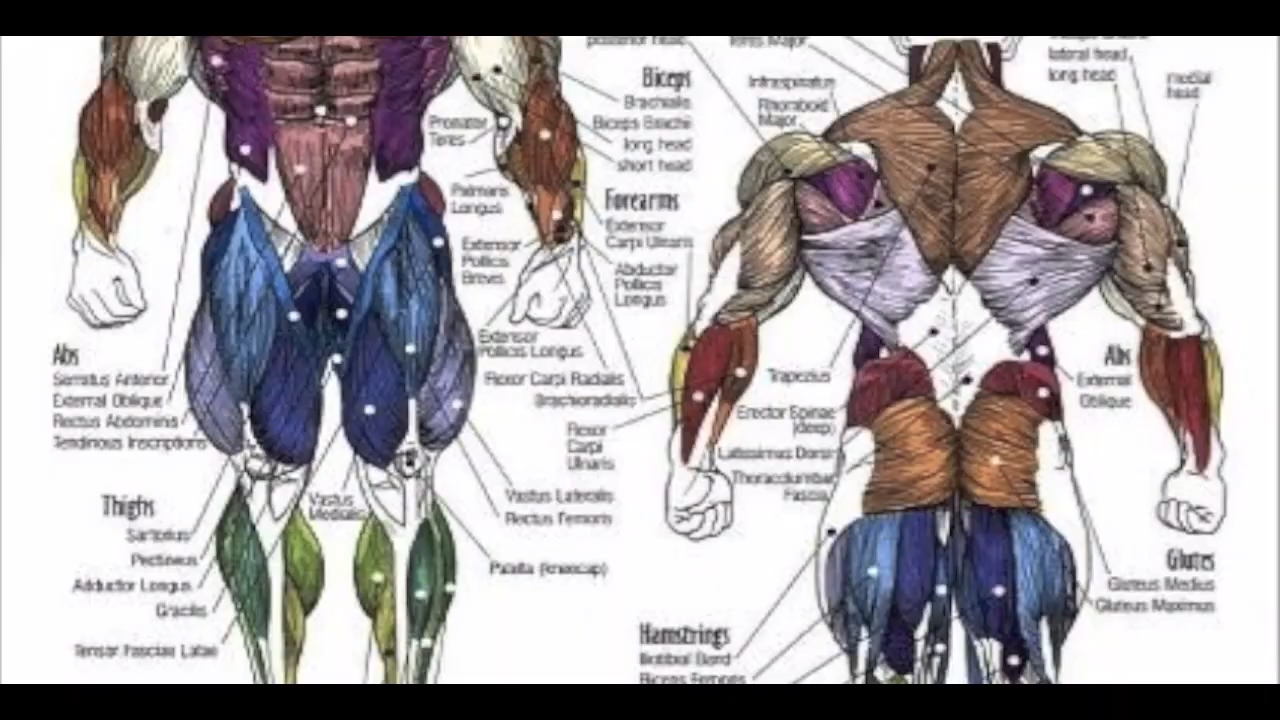 Abs
Serratus Anterior
External Oblique
Rectus Abdominis
Tendinous Inscriptions
Thighs
Sartorius
Pectineus
Adductor Longus
Gracilis
Tensor Fasciae Latae
Vastus
Medialis
Vastus Lateralis
Rectus Femoris
Patella (kneecap)
posterior head
Biceps
Brachialis
Biceps Brachii
long head
short head
Pronator
Teres
Palmaris
Longus
Forearms
Extensor
Carpi Ulnaris
Extensor
Pollicis
Brevis
Abductor
Pollicis
Longus
Extensor
Pollicis Longus
Flexor Carpi Radialis
Brachioradialis
Flexor
Carpi
Ulnaris
Teres Major
Infraspinatus
Rhomboid
Major
lateral head
long head
medial
head
Trapezius
Erector Spinae
(deep)
Latissimus Dorsi
Thoracolumbar
Fascia
Abs
External
Oblique
Glutes
Gluteus Medius
Gluteus Maximus
Hamstrings
Iliotibial Band
Biceps Femoris